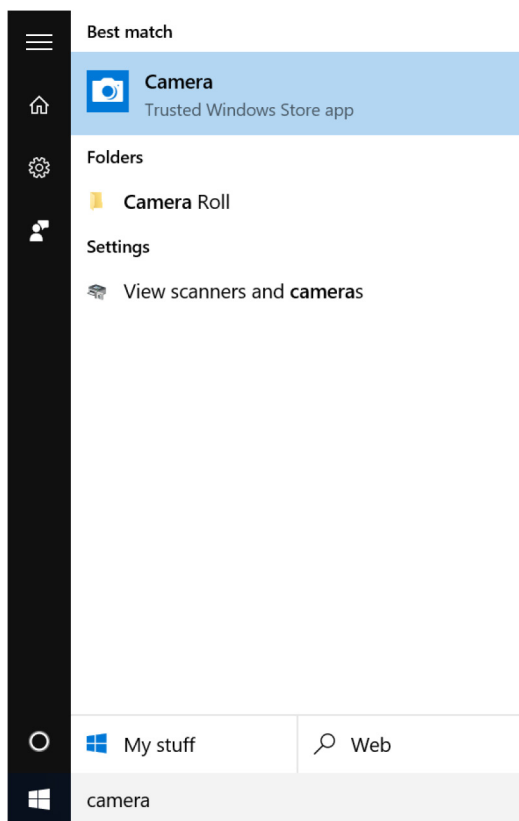 Best match
Camera
Trusted Windows Store app
Folders
Camera Roll
Settings
View scanners and cameras
My stuff
Web
camera